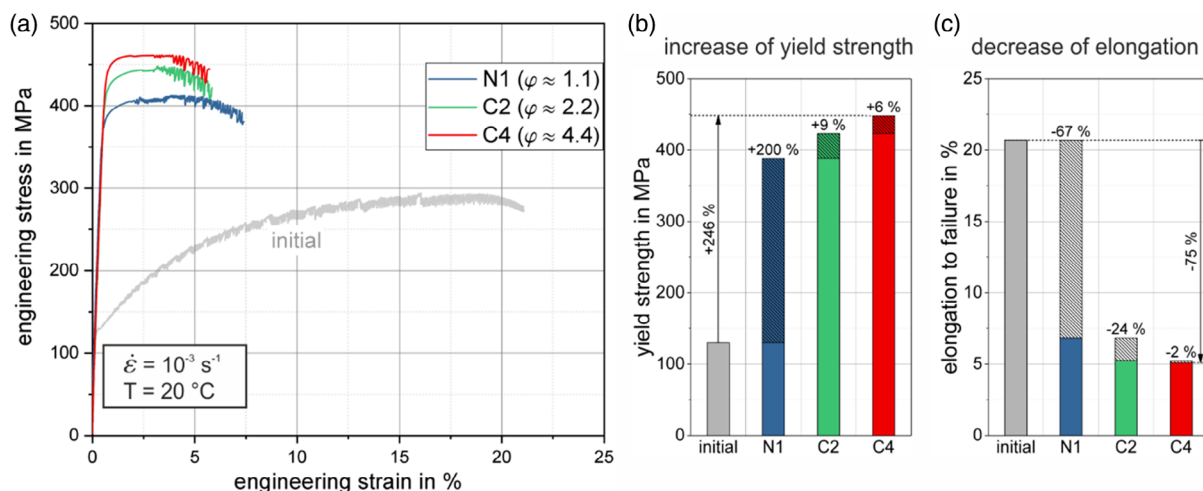 (a)
500
400
300
200
100
0
engineering stress in MPa
N1 (φ ≈ 1.1)
C2 (φ ≈ 2.2)
C4 (φ ≈ 4.4)
initial
ε̇ = 10⁻³ s⁻¹
T = 20 °C
0 5 10 15 20 25
engineering strain in %
(b)
increase of yield strength
500
400
300
200
100
0
yield strength in MPa
+246 %
+200 %
+9 %
+6 %
initial N1 C2 C4
(c)
decrease of elongation
25
20
15
10
5
0
elongation to failure in %
-67 %
-24 %
-2 %
-75 %
initial N1 C2 C4